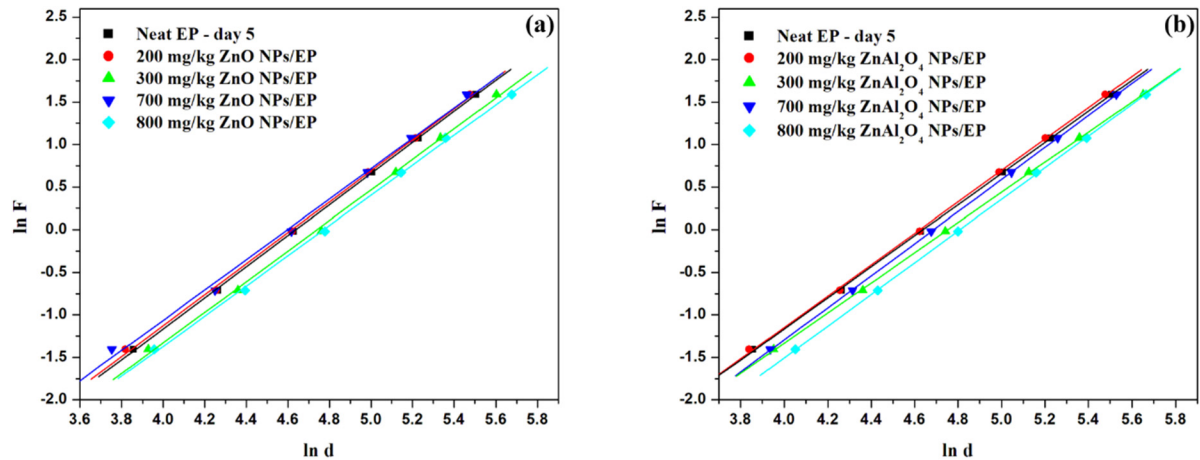 (a)
Neat EP - day 5
200 mg/kg ZnO NPs/EP
300 mg/kg ZnO NPs/EP
700 mg/kg ZnO NPs/EP
800 mg/kg ZnO NPs/EP
ln F
2.5
2.0
1.5
1.0
0.5
0.0
-0.5
-1.0
-1.5
-2.0
3.6 3.8 4.0 4.2 4.4 4.6 4.8 5.0 5.2 5.4 5.6 5.8
ln d
(b)
Neat EP - day 5
200 mg/kg ZnAl₂O₄ NPs/EP
300 mg/kg ZnAl₂O₄ NPs/EP
700 mg/kg ZnAl₂O₄ NPs/EP
800 mg/kg ZnAl₂O₄ NPs/EP
ln F
2.5
2.0
1.5
1.0
0.5
0.0
-0.5
-1.0
-1.5
-2.0
3.8 4.0 4.2 4.4 4.6 4.8 5.0 5.2 5.4 5.6 5.8
ln d